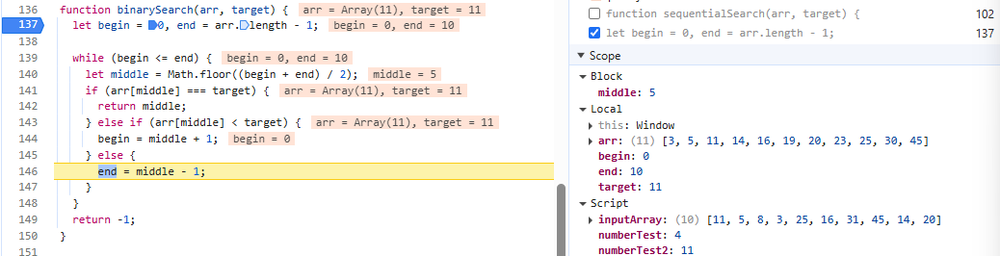 136 function binarySearch(arr, target) { arr = Array(11), target = 11
137 let begin = 0, end = arr.length - 1; begin = 0, end = 10
138
139 while (begin <= end) { begin = 0, end = 10
140 let middle = Math.floor((begin + end) / 2); middle = 5
141 if (arr[middle] === target) { arr = Array(11), target = 11
142 return middle;
143 } else if (arr[middle] < target) { arr = Array(11), target = 11
144 begin = middle + 1; begin = 0
145 } else {
146 end = middle - 1;
147 }
148 }
149 return -1;
150 }
151
function sequentialSearch(arr, target) { 102
let begin = 0, end = arr.length - 1; 137
Scope
Block
middle: 5
Local
this: Window
arr: (11) [3, 5, 11, 14, 16, 19, 20, 23, 25, 30, 45]
begin: 0
end: 10
target: 11
Script
inputArray: (10) [11, 5, 8, 3, 25, 16, 31, 45, 14, 20]
numberTest: 4
numberTest2: 11